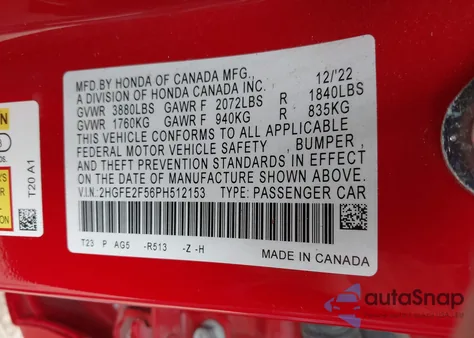 MFD.BY HONDA OF CANADA MFG., 12/'22
A DIVISION OF HONDA CANADA INC.
GVWR 3880LBS GAWR F 2072LBS R 1840LBS
GVWR 1760KG GAWR F 940KG R 835KG
THIS VEHICLE CONFORMS TO ALL APPLICABLE
FEDERAL MOTOR VEHICLE SAFETY , BUMPER ,
AND THEFT PREVENTION STANDARDS IN EFFECT
ON THE DATE OF MANUFACTURE SHOWN ABOVE.
V.I.N:2HGFE2F56PH512153 TYPE: PASSENGER CAR
T23 P AG5 -R513 -Z -H
MADE IN CANADA
T20 A1
autoSnap